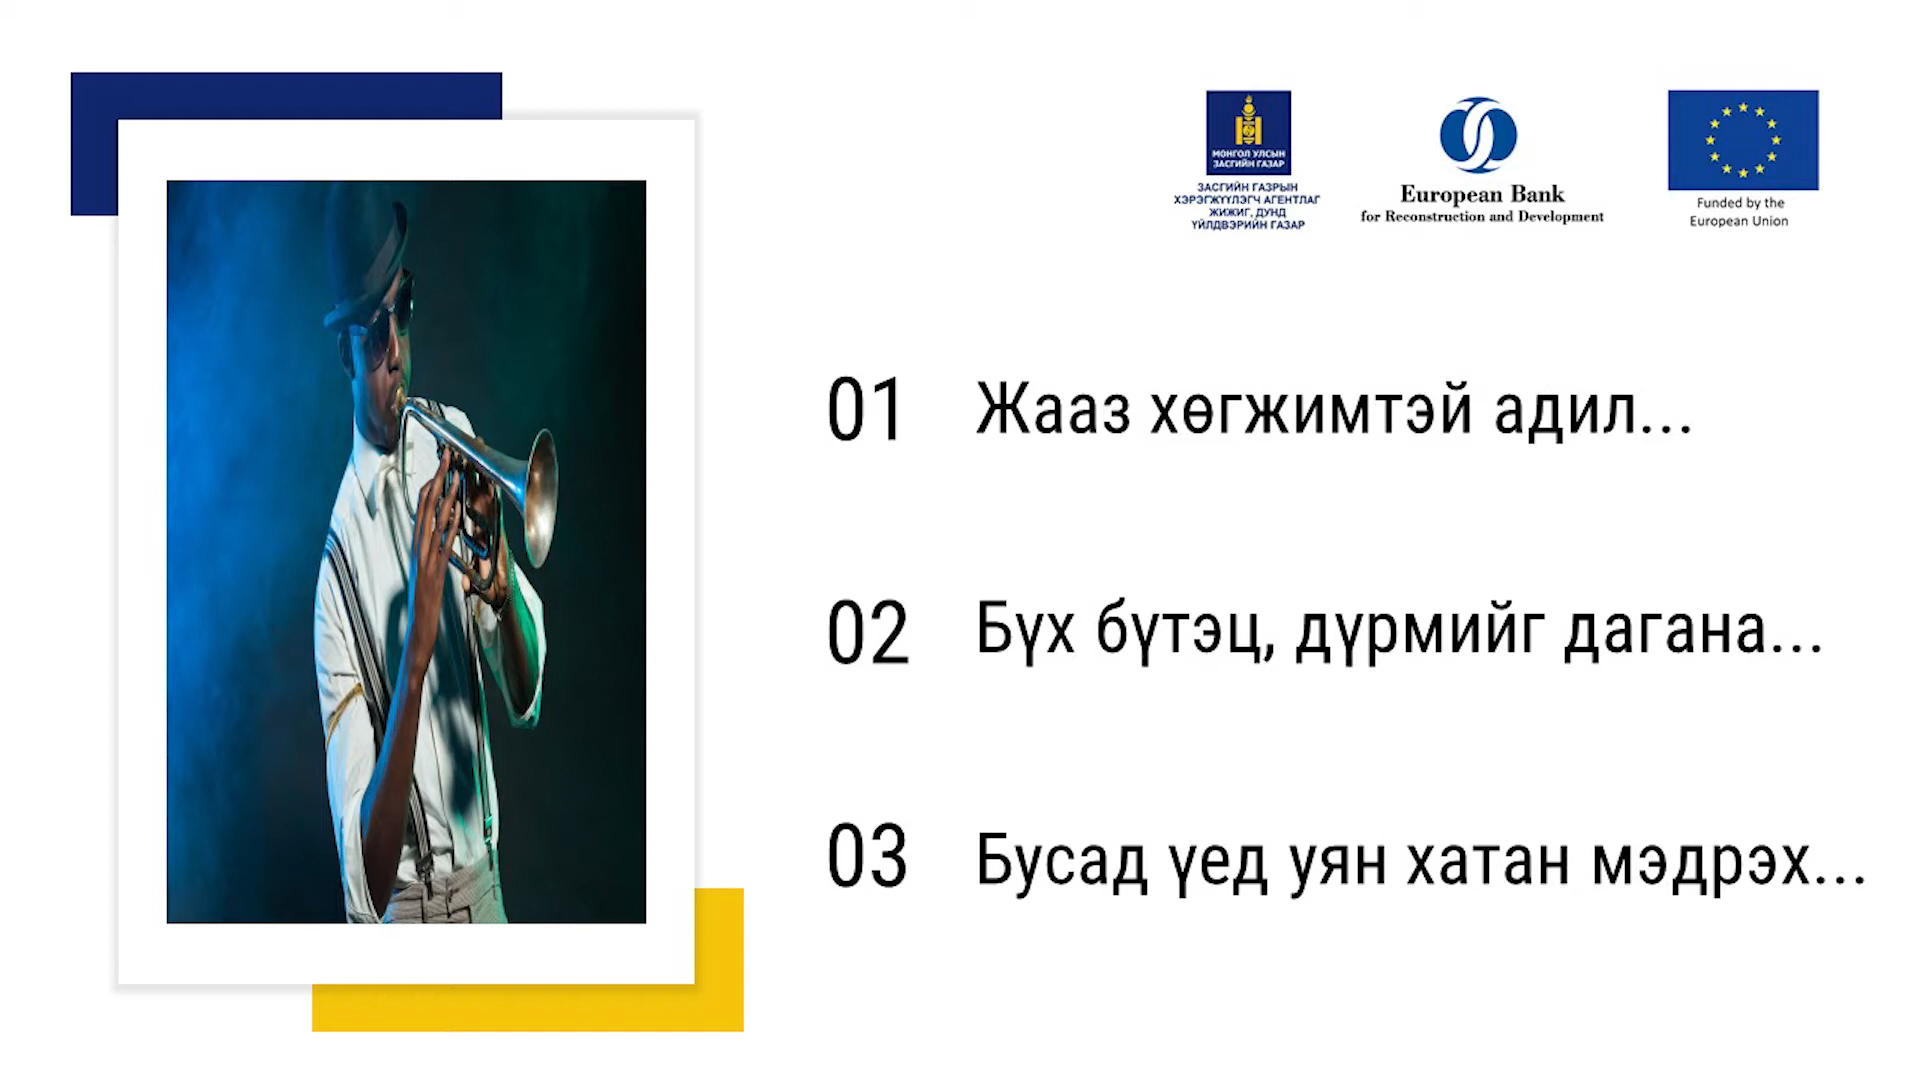 МОНГОЛ УЛСЫН
ЗАСГИЙН ГАЗАР
ЗАСГИЙН ГАЗРЫН
ХЭРЭГЖҮҮЛЭГЧ АГЕНТЛАГ
ЖИЖИГ, ДУНД
ҮЙЛДВЭРИЙН ГАЗАР
European Bank
for Reconstruction and Development
Funded by the
European Union
01 Жааз хөгжимтэй адил...
02 Бүх бүтэц, дүрмийг дагана...
03 Бусад үед уян хатан мэдрэх...